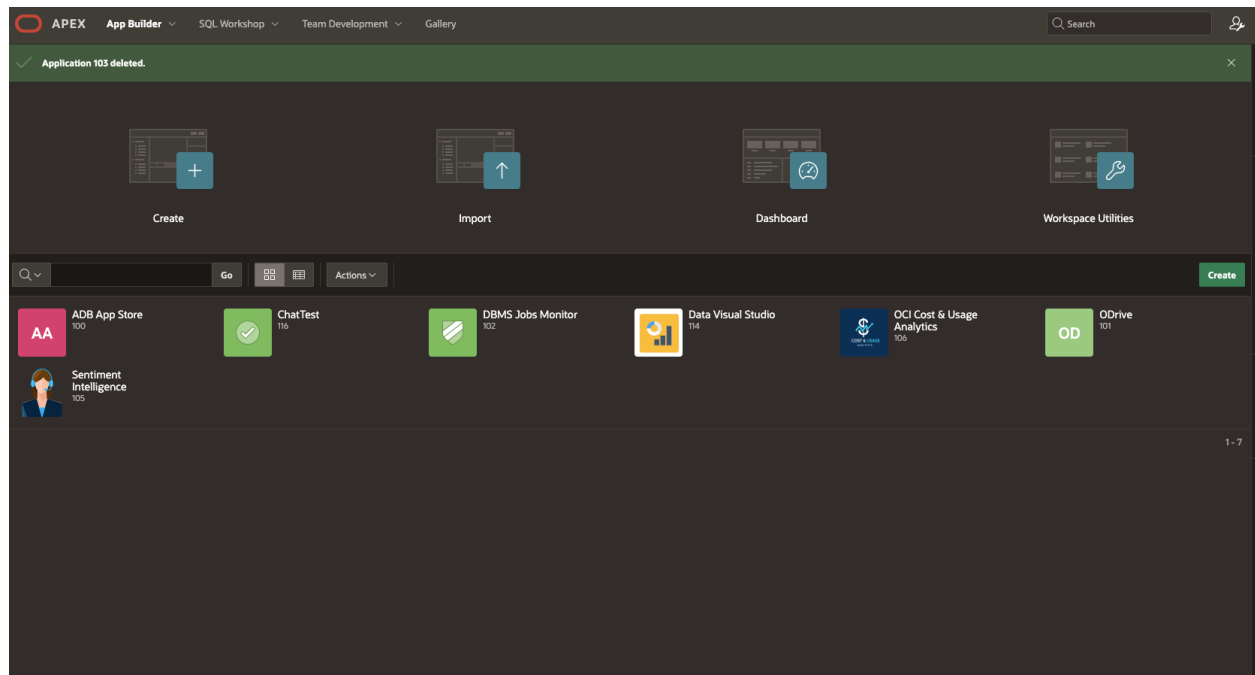 APEX App Builder SQL Workshop Team Development Gallery Search
Application 103 deleted.
Create Import Dashboard Workspace Utilities
Go Actions Create
AA
ADB App Store
100
ChatTest
116
DBMS Jobs Monitor
102
Data Visual Studio
114
OCI Cost & Usage
Analytics
106
OD
ODrive
101
Sentiment
Intelligence
105
1 - 7